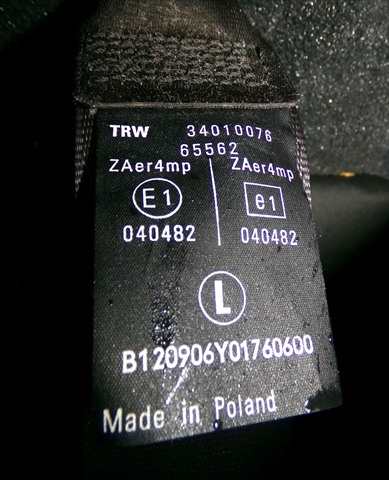 TRW 34010076
65562
ZAer4mp ZAer4mp
E1 e1
040482 040482
L
B120906Y01760600
Made in Poland